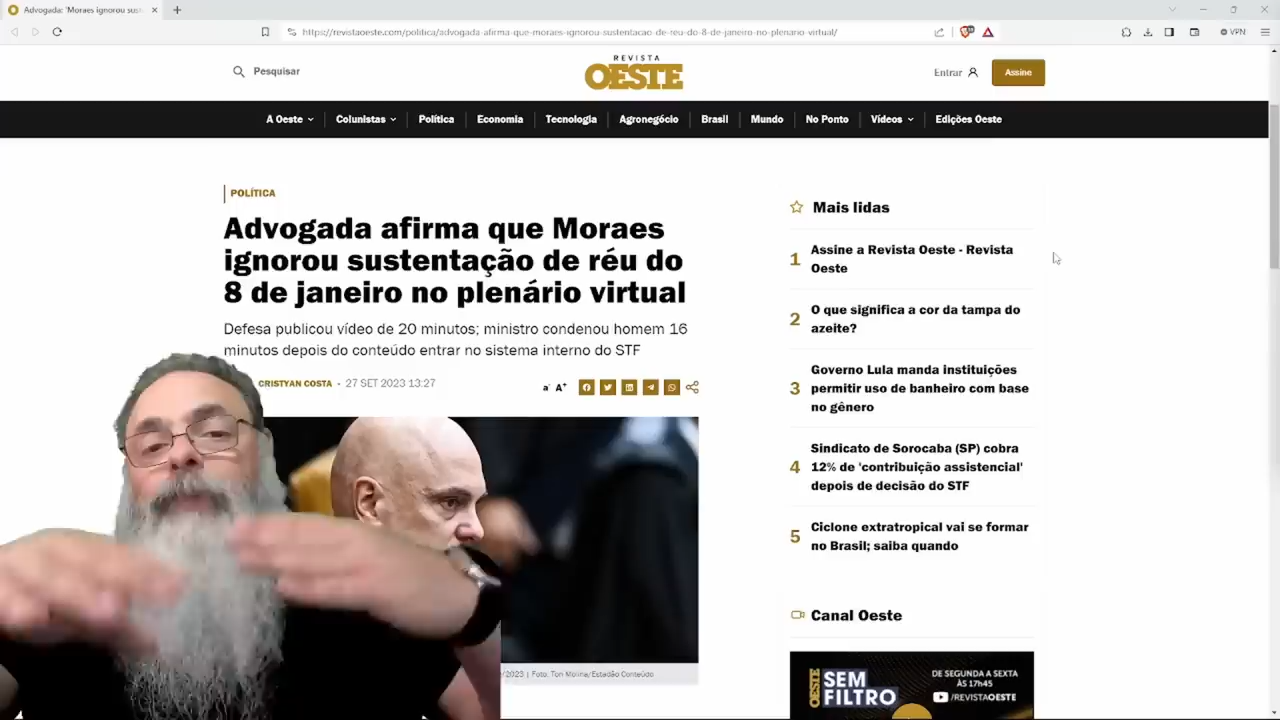 Advogada: 'Moraes ignorou sust
https://revistaoeste.com/politica/advogada-afirma-que-moraes-ignorou-sustentacao-de-reu-do-8-de-janeiro-no-plenario-virtual/
VPN
Pesquisar
REVISTA
OESTE
Entrar
Assine
A Oeste
Colunistas
Política
Economia
Tecnologia
Agronegócio
Brasil
Mundo
No Ponto
Vídeos
Edições Oeste
POLÍTICA
Advogada afirma que Moraes
ignorou sustentação de réu do
8 de janeiro no plenário virtual
Defesa publicou vídeo de 20 minutos; ministro condenou homem 16
minutos depois do conteúdo entrar no sistema interno do STF
CRISTYAN COSTA - 27 SET 2023 13:27
a- A+
/2023 | Foto: Ton Molina/Estadão Conteúdo
Mais lidas
1 Assine a Revista Oeste - Revista
Oeste
2 O que significa a cor da tampa do
azeite?
3 Governo Lula manda instituições
permitir uso de banheiro com base
no gênero
4 Sindicato de Sorocaba (SP) cobra
12% de 'contribuição assistencial'
depois de decisão do STF
5 Ciclone extratropical vai se formar
no Brasil; saiba quando
Canal Oeste
OESTE
SEM
FILTRO
DE SEGUNDA A SEXTA
ÀS 17h45
/REVISTAOESTE